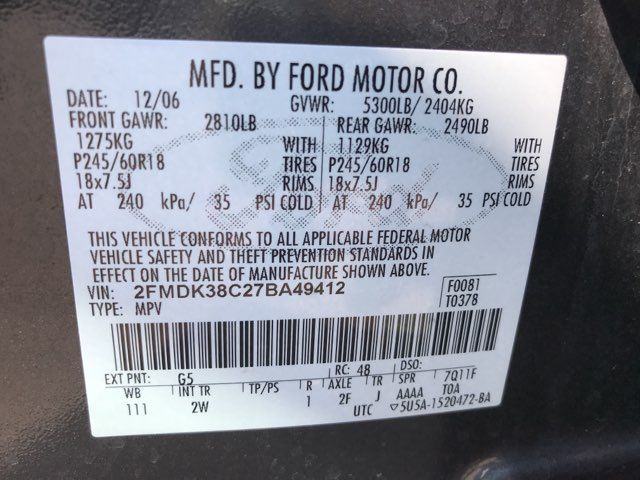 MFD. BY FORD MOTOR CO.
DATE: 12/06 GVWR: 5300LB/ 2404KG
FRONT GAWR: 2810LB REAR GAWR: 2490LB
1275KG WITH 1129KG WITH
P245/60R18 TIRES P245/60R18 TIRES
18x7.5J RIMS 18x7.5J RIMS
AT 240 kPa/ 35 PSI COLD AT 240 kPa/ 35 PSI COLD
THIS VEHICLE CONFORMS TO ALL APPLICABLE FEDERAL MOTOR
VEHICLE SAFETY AND THEFT PREVENTION STANDARDS IN
EFFECT ON THE DATE OF MANUFACTURE SHOWN ABOVE.
VIN: 2FMDK38C27BA49412 F0081
TYPE: MPV T0378
EXT PNT: G5 RC: 48 DSO:
WB INT TR TP/PS R AXLE TR SPR 7Q11F
111 2W 1 2F J AAAA TOA
UTC ▽5U5A-1520472-BA
Ford